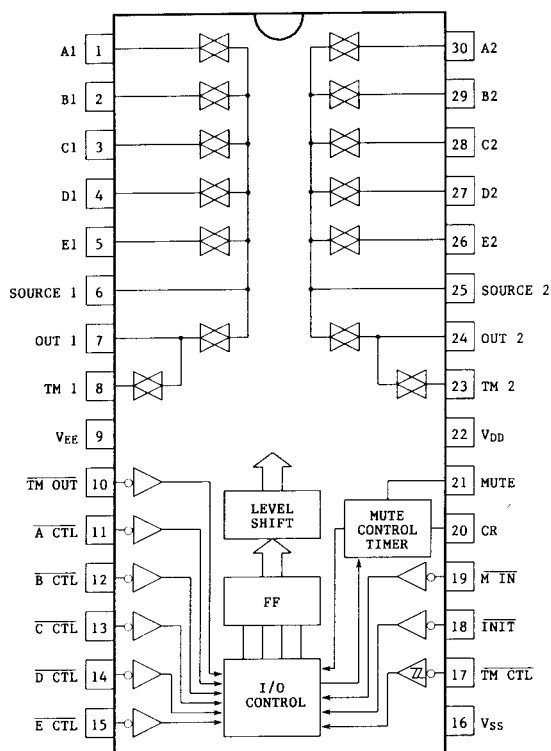 A1 1 30 A2
B1 2 29 B2
C1 3 28 C2
D1 4 27 D2
E1 5 26 E2
SOURCE 1 6 25 SOURCE 2
OUT 1 7 24 OUT 2
TM 1 8 23 TM 2
VEE 9 22 VDD
TM OUT 10 21 MUTE
A CTL 11 LEVEL SHIFT MUTE CONTROL TIMER 20 CR
B CTL 12 19 M IN
C CTL 13 FF 18 INIT
D CTL 14 I/O CONTROL 17 TM CTL
E CTL 15 16 VSS